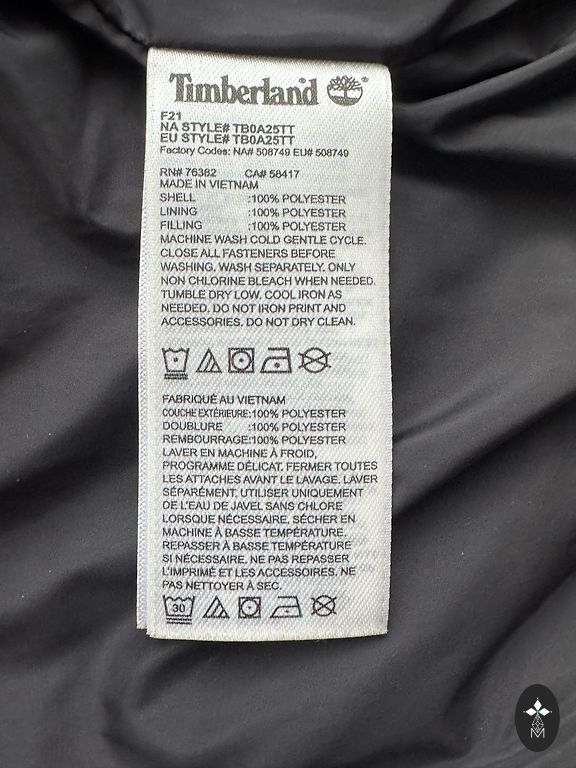 Timberland
F21
NA STYLE# TB0A25TT
EU STYLE# TB0A25TT
Factory Codes: NA# 508749 EU# 508749
RN# 76382 CA# 58417
MADE IN VIETNAM
SHELL :100% POLYESTER
LINING :100% POLYESTER
FILLING :100% POLYESTER
MACHINE WASH COLD GENTLE CYCLE.
CLOSE ALL FASTENERS BEFORE
WASHING. WASH SEPARATELY. ONLY
NON CHLORINE BLEACH WHEN NEEDED.
TUMBLE DRY LOW. COOL IRON AS
NEEDED. DO NOT IRON PRINT AND
ACCESSORIES. DO NOT DRY CLEAN.
FABRIQUÉ AU VIETNAM
COUCHE EXTÉRIEURE:100% POLYESTER
DOUBLURE :100% POLYESTER
REMBOURRAGE:100% POLYESTER
LAVER EN MACHINE À FROID,
PROGRAMME DÉLICAT. FERMER TOUTES
LES ATTACHES AVANT LE LAVAGE. LAVER
SÉPARÉMENT. UTILISER UNIQUEMENT
DE L'EAU DE JAVEL SANS CHLORE
LORSQUE NÉCESSAIRE. SÉCHER EN
MACHINE À BASSE TEMPÉRATURE.
REPASSER À BASSE TEMPÉRATURE
SI NÉCESSAIRE. NE PAS REPASSER
L'IMPRIMÉ ET LES ACCESSOIRES. NE
PAS NETTOYER À SEC.
30
M